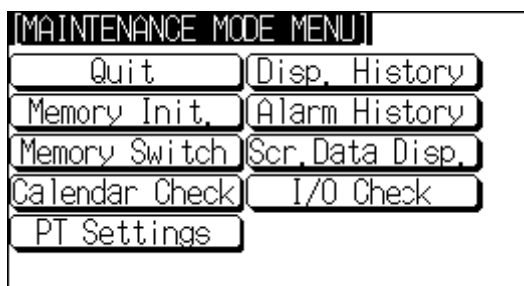 [MAINTENANCE MODE MENU]
Quit Disp. History
Memory Init. Alarm History
Memory Switch Scr.Data Disp.
Calendar Check I/O Check
PT Settings